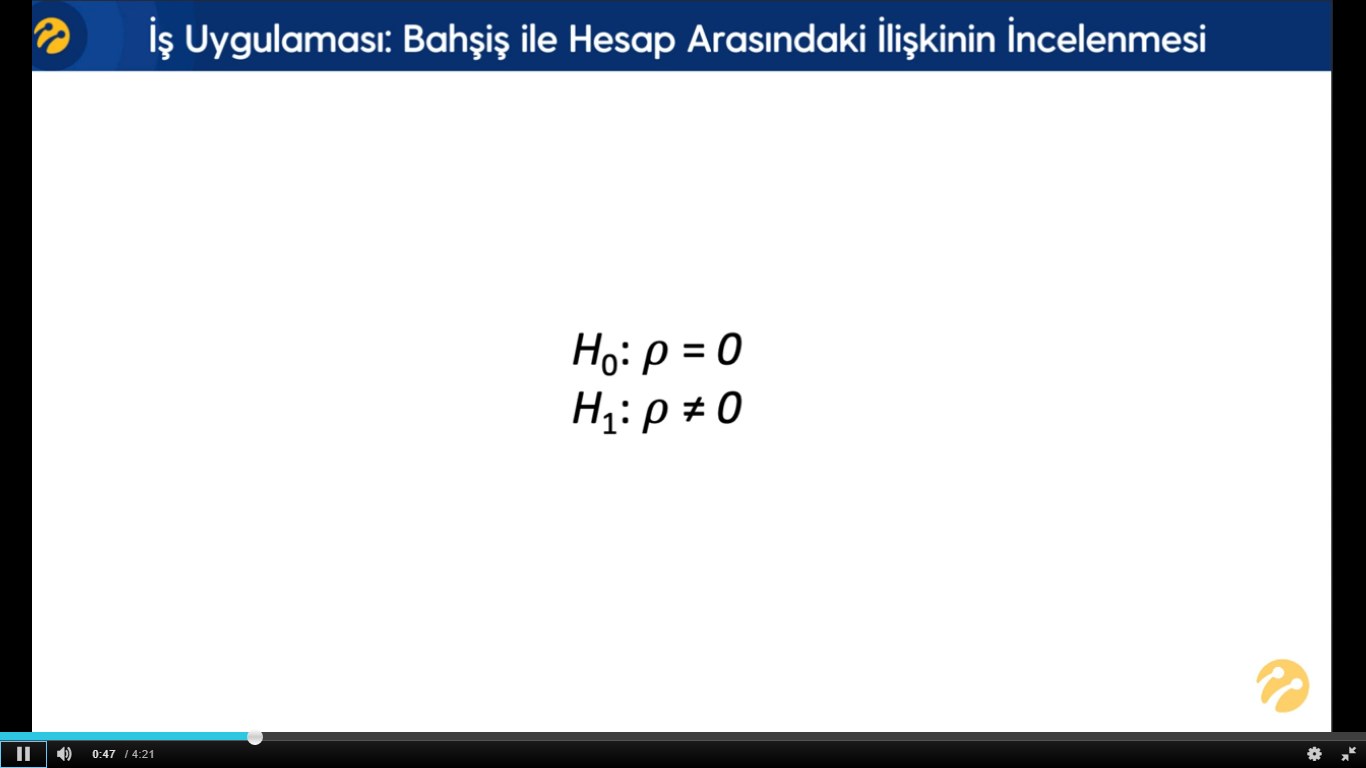 İş Uygulaması: Bahşiş ile Hesap Arasındaki İlişkinin İncelenmesi
H₀: ρ = 0
H₁: ρ ≠ 0
0:47 / 4:21